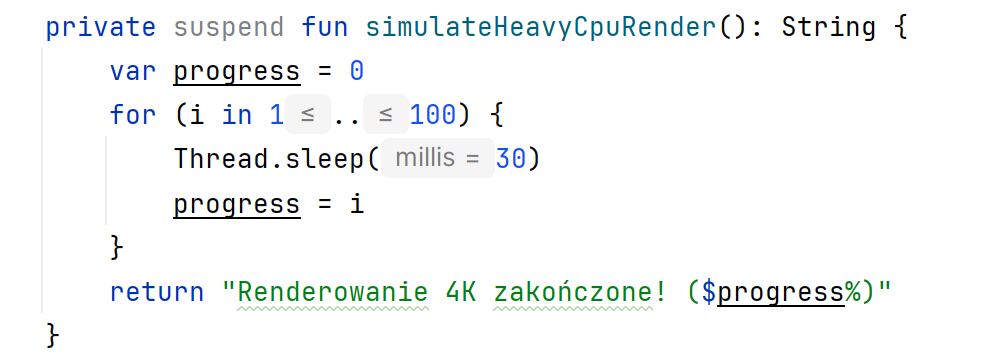 private suspend fun simulateHeavyCpuRender(): String {
var progress = 0
for (i in 1 ≤ .. ≤ 100) {
Thread.sleep( millis = 30)
progress = i
}
return "Renderowanie 4K zakończone! ($progress%)"
}